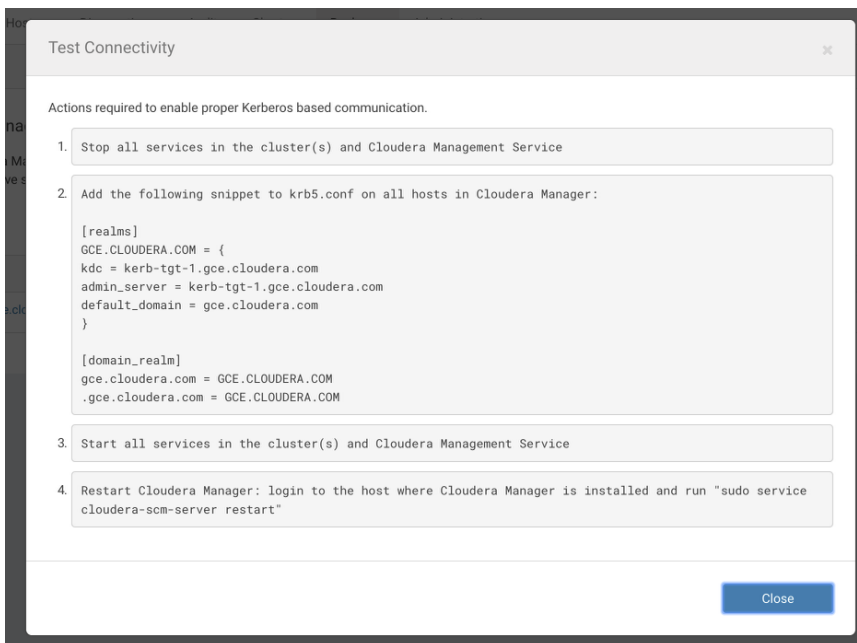 Hos
Test Connectivity
×
Actions required to enable proper Kerberos based communication.
1. Stop all services in the cluster(s) and Cloudera Management Service
2. Add the following snippet to krb5.conf on all hosts in Cloudera Manager:
[realms]
GCE.CLOUDERA.COM = {
kdc = kerb-tgt-1.gce.cloudera.com
admin_server = kerb-tgt-1.gce.cloudera.com
default_domain = gce.cloudera.com
}
[domain_realm]
gce.cloudera.com = GCE.CLOUDERA.COM
.gce.cloudera.com = GCE.CLOUDERA.COM
3. Start all services in the cluster(s) and Cloudera Management Service
4. Restart Cloudera Manager: login to the host where Cloudera Manager is installed and run "sudo service
cloudera-scm-server restart"
Close